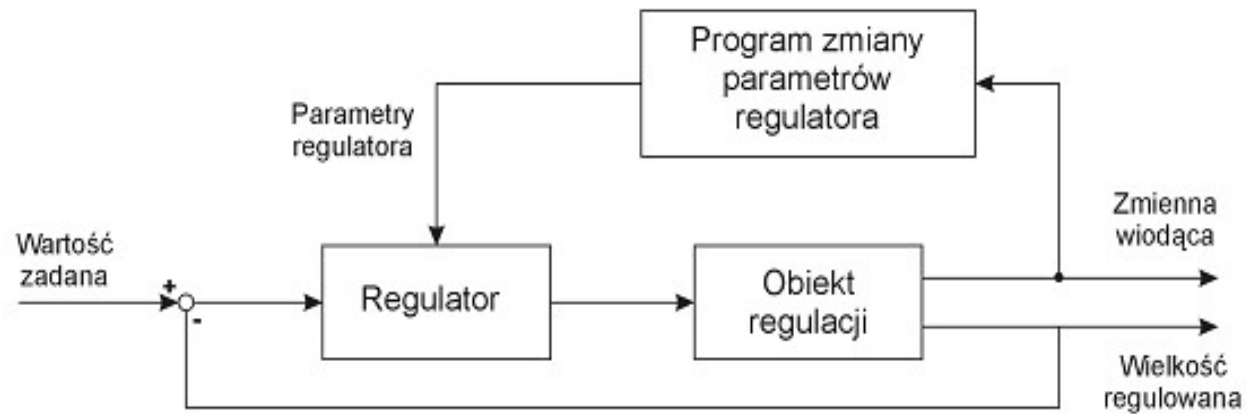 Program zmiany
parametrów
regulatora
Parametry
regulatora
Zmienna
wiodąca
Wartość
zadana
+
-
Regulator
Obiekt
regulacji
Wielkość
regulowana